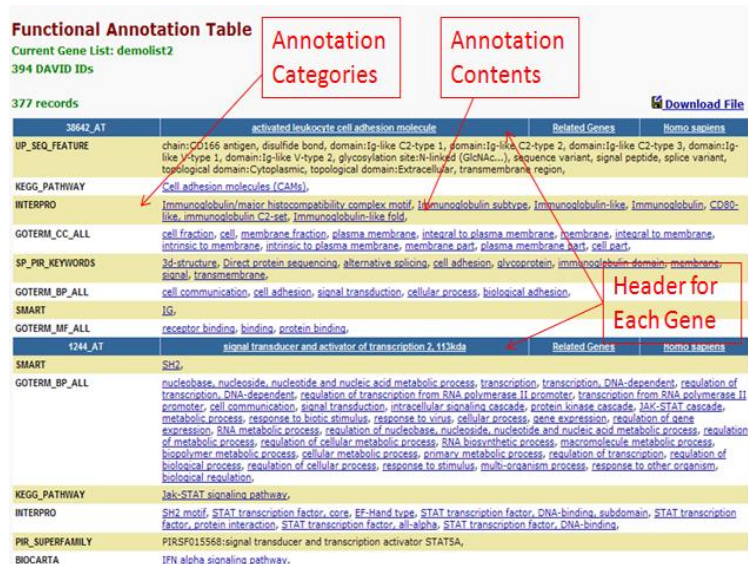 Functional Annotation Table
Current Gene List: demolist2
394 DAVID IDs
377 records
Annotation
Categories
Annotation
Contents
Download File
38642_AT activated leukocyte cell adhesion molecule Related Genes Homo sapiens
UP_SEQ_FEATURE chain:CD166 antigen, disulfide bond, domain:Ig-like C2-type 1, domain:Ig-like C2-type 2, domain:Ig-like C2-type 3, domain:Ig-
like V-type 1, domain:Ig-like V-type 2, glycosylation site:N-linked (GlcNAc...), sequence variant, signal peptide, splice variant,
topological domain:Cytoplasmic, topological domain:Extracellular, transmembrane region,
KEGG_PATHWAY Cell adhesion molecules (CAMs),
INTERPRO Immunoglobulin/major histocompatibility complex motif, Immunoglobulin subtype, Immunoglobulin-like, Immunoglobulin, CD80-
like, immunoglobulin C2-set, Immunoglobulin-like fold,
GOTERM_CC_ALL cell fraction, cell, membrane fraction, plasma membrane, integral to plasma membrane, membrane, integral to membrane,
intrinsic to membrane, intrinsic to plasma membrane, membrane part, plasma membrane part, cell part,
SP_PIR_KEYWORDS 3d-structure, Direct protein sequencing, alternative splicing, cell adhesion, glycoprotein, immunoglobulin domain, membrane,
signal, transmembrane,
GOTERM_BP_ALL cell communication, cell adhesion, signal transduction, cellular process, biological adhesion,
SMART IG,
GOTERM_MF_ALL receptor binding, binding, protein binding,
Header for
Each Gene
1244_AT signal transducer and activator of transcription 2, 113kda Related Genes Homo sapiens
SMART SH2,
GOTERM_BP_ALL nucleobase, nucleoside, nucleotide and nucleic acid metabolic process, transcription, transcription, DNA-dependent, regulation of
transcription, DNA-dependent, regulation of transcription from RNA polymerase II promoter, transcription from RNA polymerase II
promoter, cell communication, signal transduction, intracellular signaling cascade, protein kinase cascade, JAK-STAT cascade,
metabolic process, response to biotic stimulus, response to virus, cellular process, gene expression, regulation of gene
expression, RNA metabolic process, regulation of nucleobase, nucleoside, nucleotide and nucleic acid metabolic process, regulation
of metabolic process, regulation of cellular metabolic process, RNA biosynthetic process, macromolecule metabolic process,
biopolymer metabolic process, cellular metabolic process, primary metabolic process, regulation of transcription, regulation of
biological process, regulation of cellular process, response to stimulus, multi-organism process, response to other organism,
biological regulation,
KEGG_PATHWAY Jak-STAT signaling pathway,
INTERPRO SH2 motif, STAT transcription factor, core, EF-Hand type, STAT transcription factor, DNA-binding, subdomain, STAT transcription
factor, protein interaction, STAT transcription factor, all-alpha, STAT transcription factor, DNA-binding,
PIR_SUPERFAMILY PIRSF015568:signal transducer and transcription activator STAT5A,
BIOCARTA IFN alpha signaling pathway,